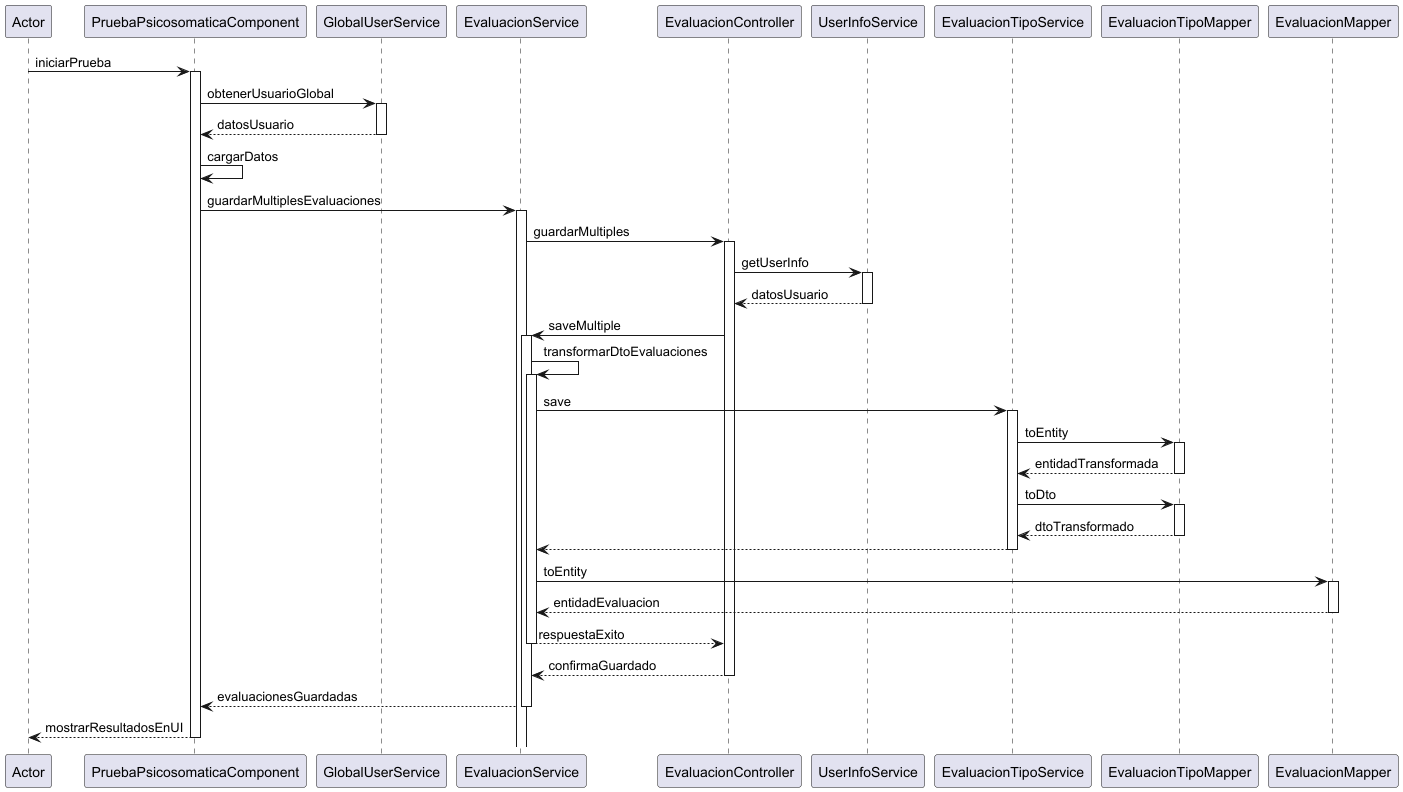 Actor
PruebaPsicosomaticaComponent
GlobalUserService
EvaluacionService
EvaluacionController
UserInfoService
EvaluacionTipoService
EvaluacionTipoMapper
EvaluacionMapper
iniciarPrueba
obtenerUsuarioGlobal
datosUsuario
cargarDatos
guardarMultiplesEvaluaciones
guardarMultiples
getUserInfo
datosUsuario
saveMultiple
transformarDtoEvaluaciones
save
toEntity
entidadTransformada
toDto
dtoTransformado
toEntity
entidadEvaluacion
respuestaExito
confirmaGuardado
evaluacionesGuardadas
mostrarResultadosEnUI
Actor
PruebaPsicosomaticaComponent
GlobalUserService
EvaluacionService
EvaluacionController
UserInfoService
EvaluacionTipoService
EvaluacionTipoMapper
EvaluacionMapper